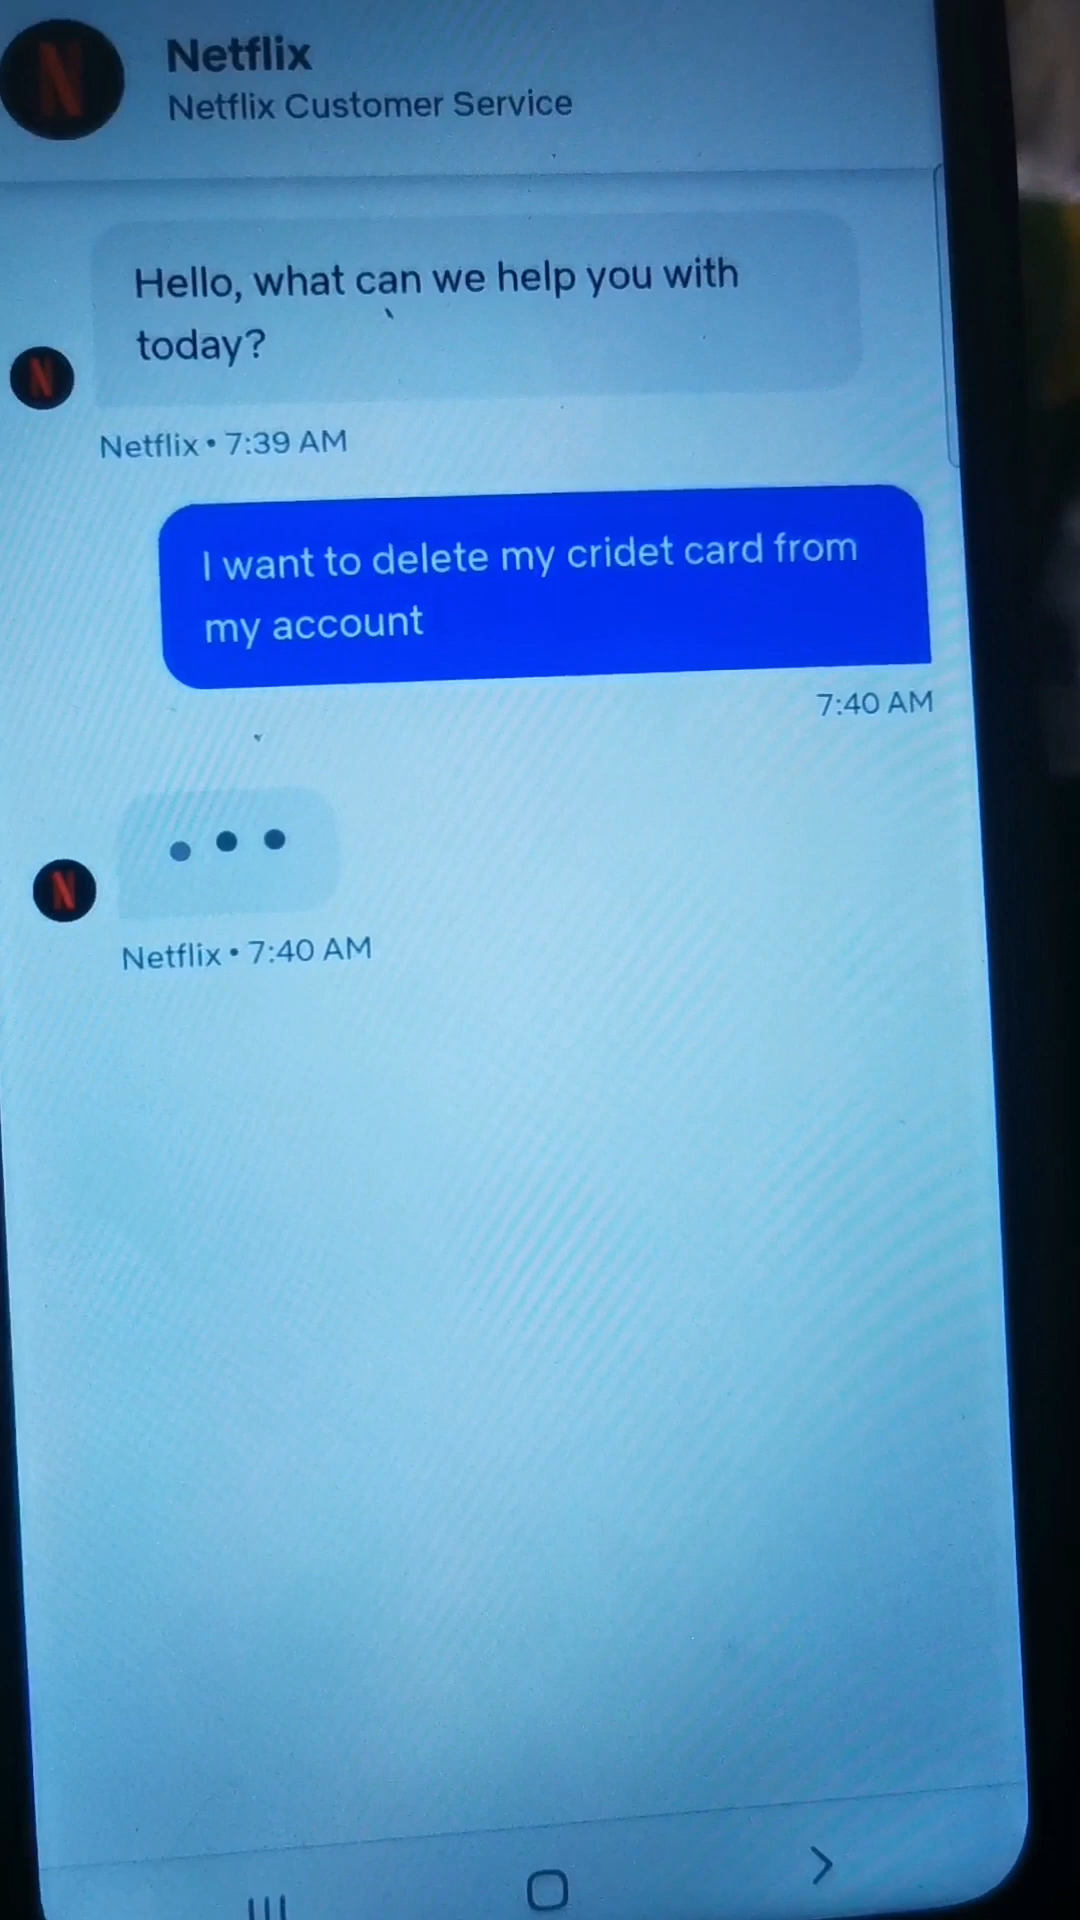 Netflix
Netflix Customer Service
Hello, what can we help you with
today?
Netflix • 7:39 AM
I want to delete my cridet card from
my account
7:40 AM
Netflix • 7:40 AM